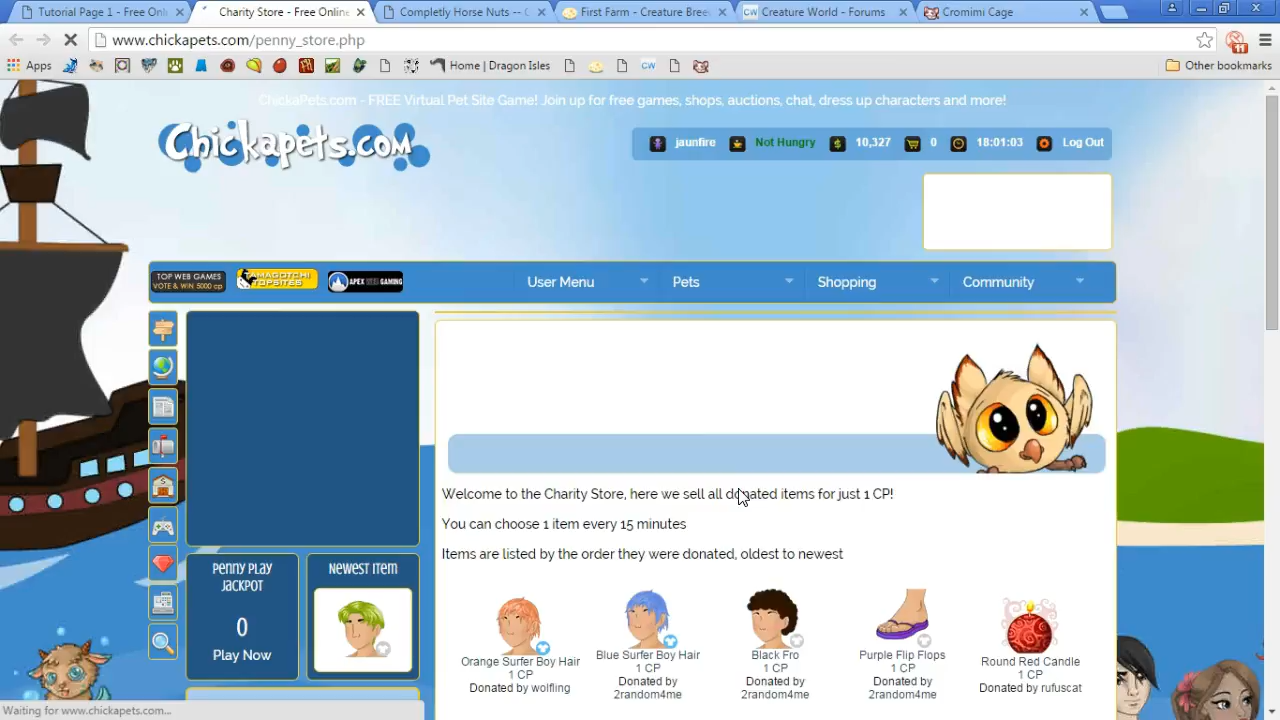 Tutorial Page 1 - Free Onl
Charity Store - Free Online
Completly Horse Nuts -- C
First Farm - Creature Bree
Creature World - Forums
Cromimi Cage
www.chickapets.com/penny_store.php
11
Apps
Home | Dragon Isles
CW
Other bookmarks
ChickaPets.com - FREE Virtual Pet Site Game! Join up for free games, shops, auctions, chat, dress up characters and more!
Chickapets.com
jaunfire
Not Hungry
10,327
0
18:01:03
Log Out
TOP WEB GAMES
VOTE & WIN 5000 cp
TAMAGOTCHI
TOPSITES
APEX WEB GAMING
User Menu
Pets
Shopping
Community
Welcome to the Charity Store, here we sell all donated items for just 1 CP!
You can choose 1 item every 15 minutes
Items are listed by the order they were donated, oldest to newest
Penny Play
Jackpot
0
Play Now
Newest Item
Orange Surfer Boy Hair
1 CP
Donated by wolfling
Blue Surfer Boy Hair
1 CP
Donated by
2random4me
Black Fro
1 CP
Donated by
2random4me
Purple Flip Flops
1 CP
Donated by
2random4me
Round Red Candle
1 CP
Donated by rufuscat
Waiting for www.chickapets.com...